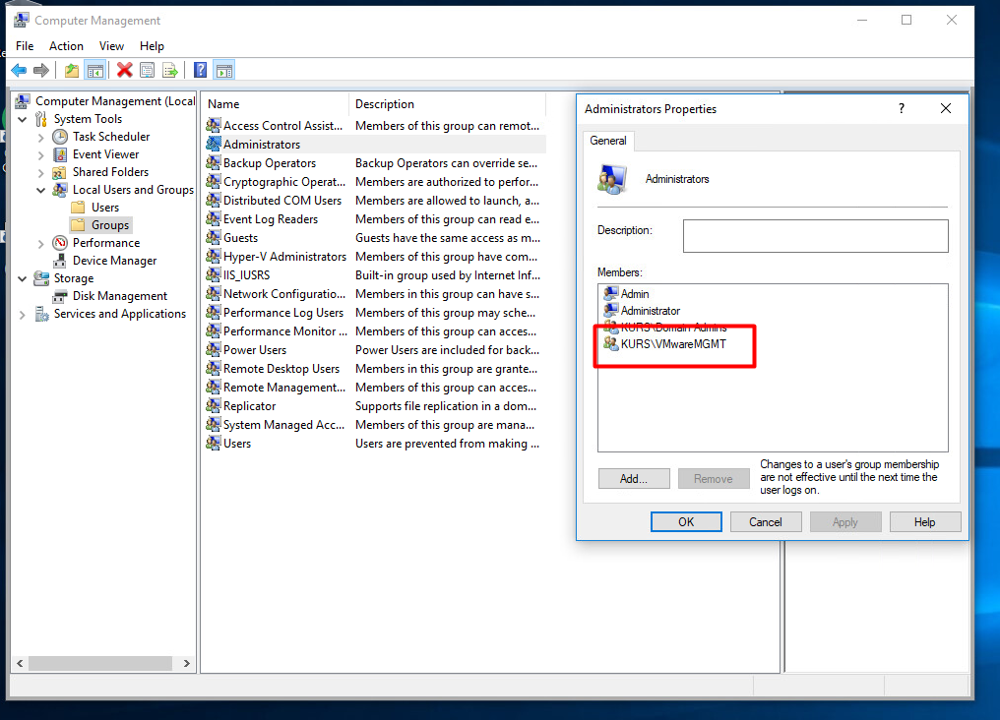 Computer Management
File Action View Help
Computer Management (Local
System Tools
Task Scheduler
Event Viewer
Shared Folders
Local Users and Groups
Users
Groups
Performance
Device Manager
Storage
Disk Management
Services and Applications
Name Description
Access Control Assist... Members of this group can remot...
Administrators
Backup Operators Backup Operators can override se...
Cryptographic Operat... Members are authorized to perfor...
Distributed COM Users Members are allowed to launch, a...
Event Log Readers Members of this group can read e...
Guests Guests have the same access as m...
Hyper-V Administrators Members of this group have com...
IIS_IUSRS Built-in group used by Internet Inf...
Network Configuratio... Members in this group can have s...
Performance Log Users Members of this group may sche...
Performance Monitor ... Members of this group can acces...
Power Users Power Users are included for back...
Remote Desktop Users Members in this group are grante...
Remote Management... Members of this group can acces...
Replicator Supports file replication in a dom...
System Managed Acc... Members of this group are mana...
Users Users are prevented from making ...
Administrators Properties
General
Administrators
Description:
Members:
Admin
Administrator
KURS\Domain Admins
KURS\VMwareMGMT
Add... Remove
Changes to a user's group membership
are not effective until the next time the
user logs on.
OK Cancel Apply Help